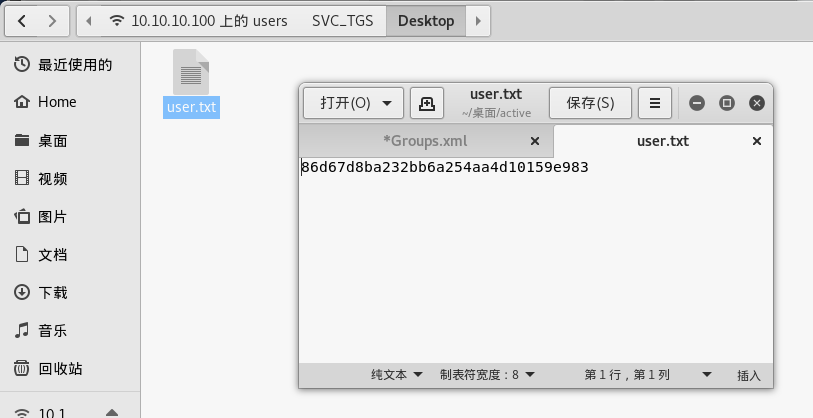 10.10.10.100 上的 users SVC_TGS Desktop
最近使用的
Home
桌面
视频
图片
文档
下载
音乐
回收站
10.1
user.txt
打开(O)
user.txt
~/桌面/active
保存(S)
*Groups.xml
user.txt
86d67d8ba232bb6a254aa4d10159e983
纯文本 制表符宽度：8 第 1 行，第 1 列 插入